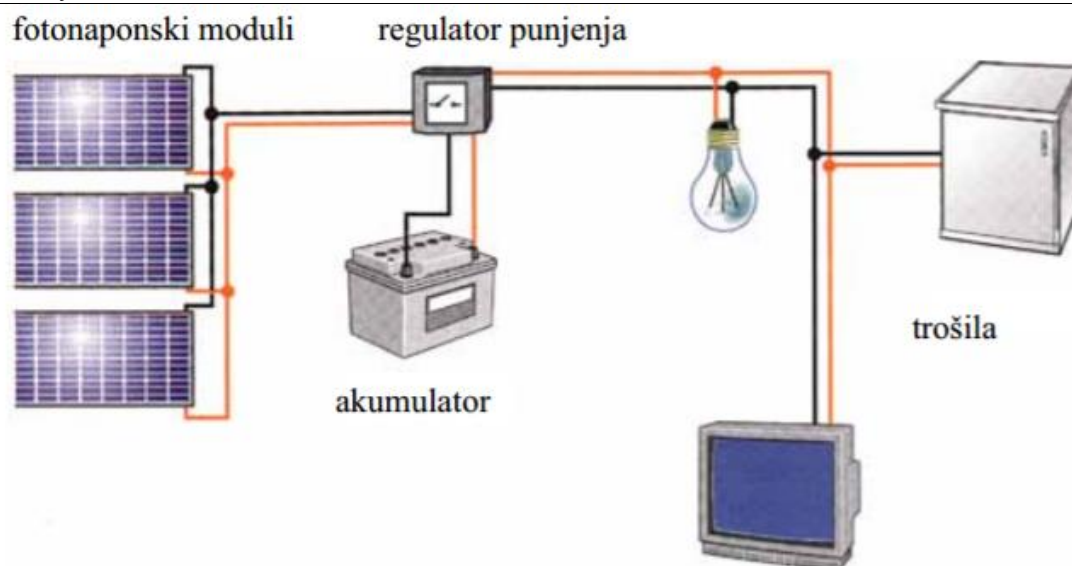 fotonaponski moduli
regulator punjenja
akumulator
trošila